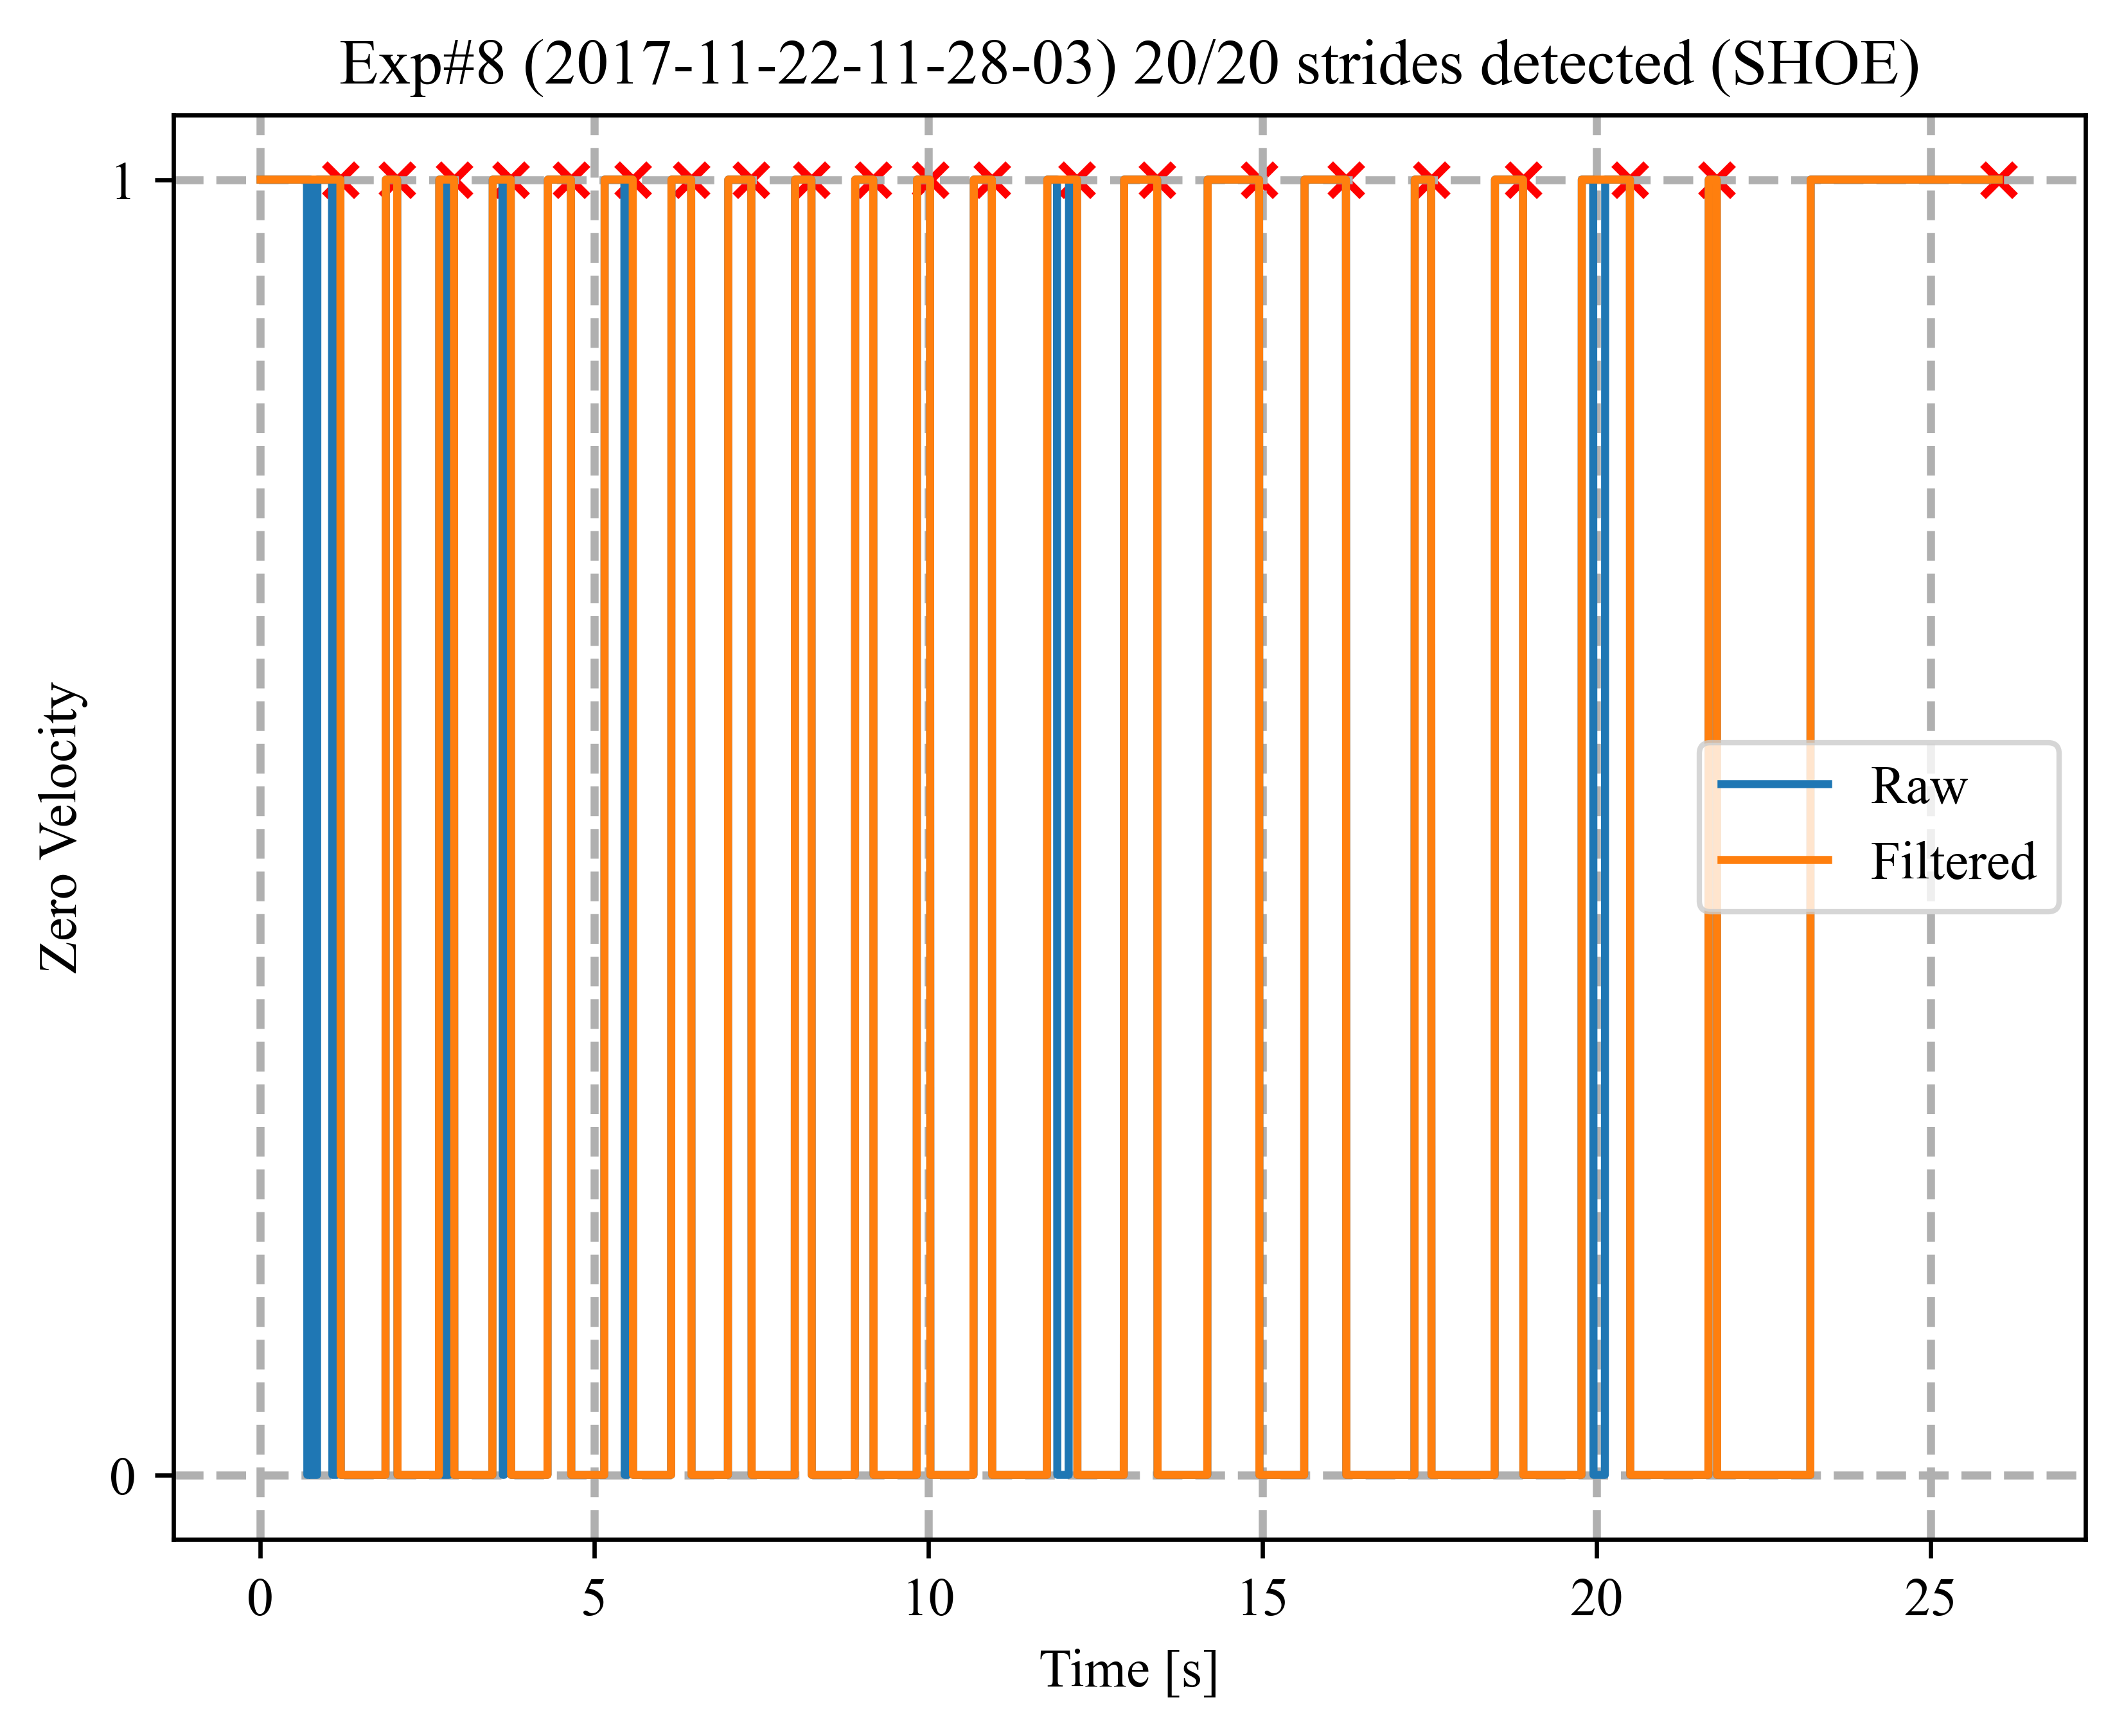 Exp#8 (2017-11-22-11-28-03) 20/20 strides detected (SHOE)
1
Zero Velocity
Raw
Filtered
0
0 5 10 15 20 25
Time [s]